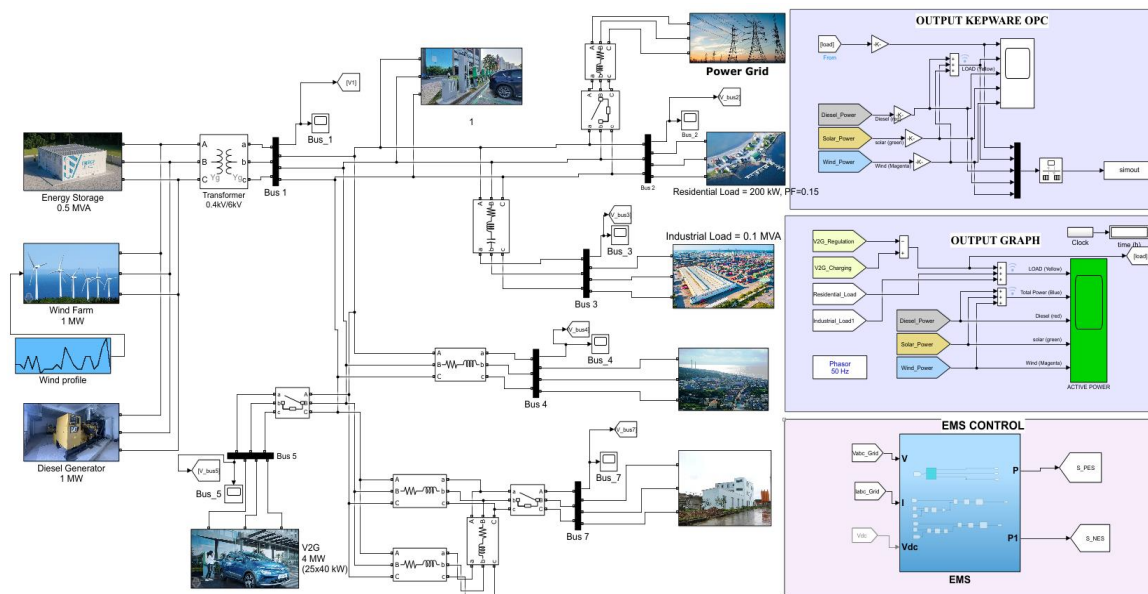 Energy Storage
0.5 MVA
Wind Farm
1 MW
Wind profile
Diesel Generator
1 MW
A
B
C
a
b
c
Yg
Yg
Transformer
0.4kV/6kV
Bus 1
[V1]
Bus_1
1
Power Grid
A B C
a b c
A B C
a b c
[V_bus2]
Bus_2
Bus 2
Residential Load = 200 kW, PF=0.15
A B C
a b c
[V_bus3]
Bus_3
Bus 3
Industrial Load = 0.1 MVA
A
B
C
a
b
c
[V_bus4]
Bus_4
Bus 4
a
b
c
A
B
C
Bus 5
[V_bus5]
Bus_5
V2G
4 MW
(25x40 kW)
A
B
C
a
b
c
a
b
c
A
B
C
[V_bus7]
Bus_7
Bus 7
A B C
a b c
A
B
C
a
b
c
OUTPUT KEPWARE OPC
[load]
From
-K-
LOAD (Yellow)
Diesel_Power
-K-
Diesel (red)
Solar_Power
-K-
solar (green)
Wind_Power
-K-
Wind (Magenta)
simout
OUTPUT GRAPH
Clock
time (h)
[load]
V2G_Regulation
V2G_Charging
Residential_Load
Industrial_Load1
LOAD (Yellow)
Total Power (Blue)
Diesel_Power
Diesel (red)
Solar_Power
solar (green)
Wind_Power
Wind (Magenta)
Phasor
50 Hz
ACTIVE POWER
EMS CONTROL
Vabc_Grid
V
Iabc_Grid
I
Vdc
Vdc
P
S_PES
P1
S_NES
EMS